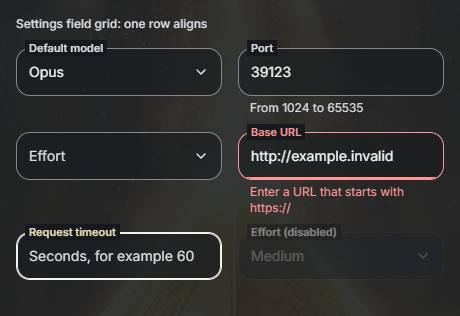 Settings field grid: one row aligns
Default model
Opus
Port
39123
From 1024 to 65535
Effort
Base URL
http://example.invalid
Enter a URL that starts with
https://
Request timeout
Seconds, for example 60
Effort (disabled)
Medium